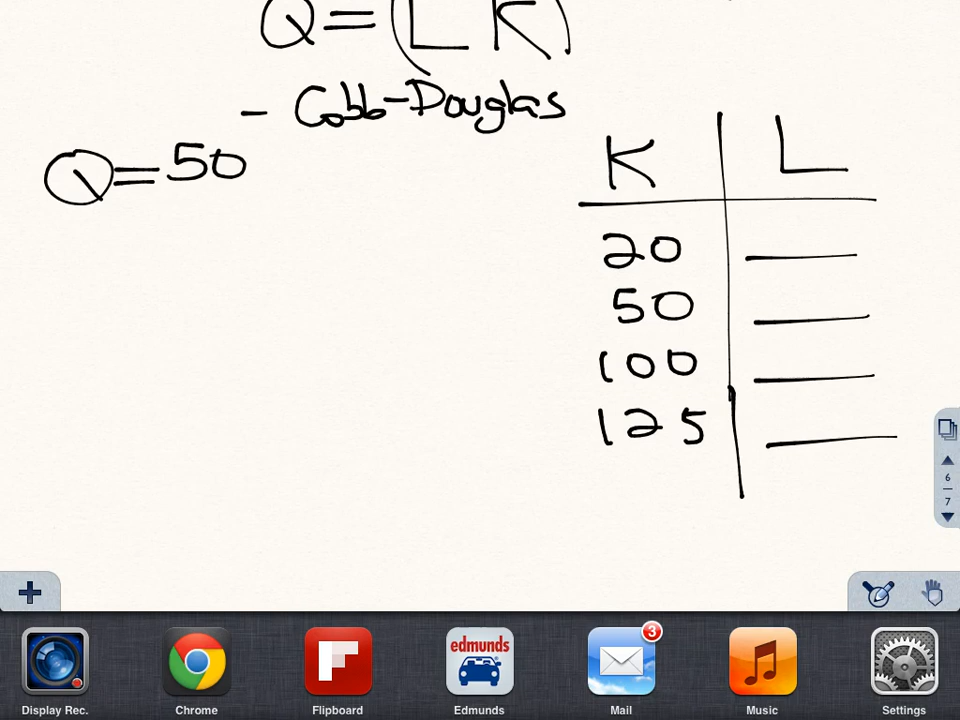 Q=(LK)
- Cobb-Douglas
Q=50
K L
20
50
100
125
6
7
edmunds
3
Display Rec. Chrome Flipboard Edmunds Mail Music Settings